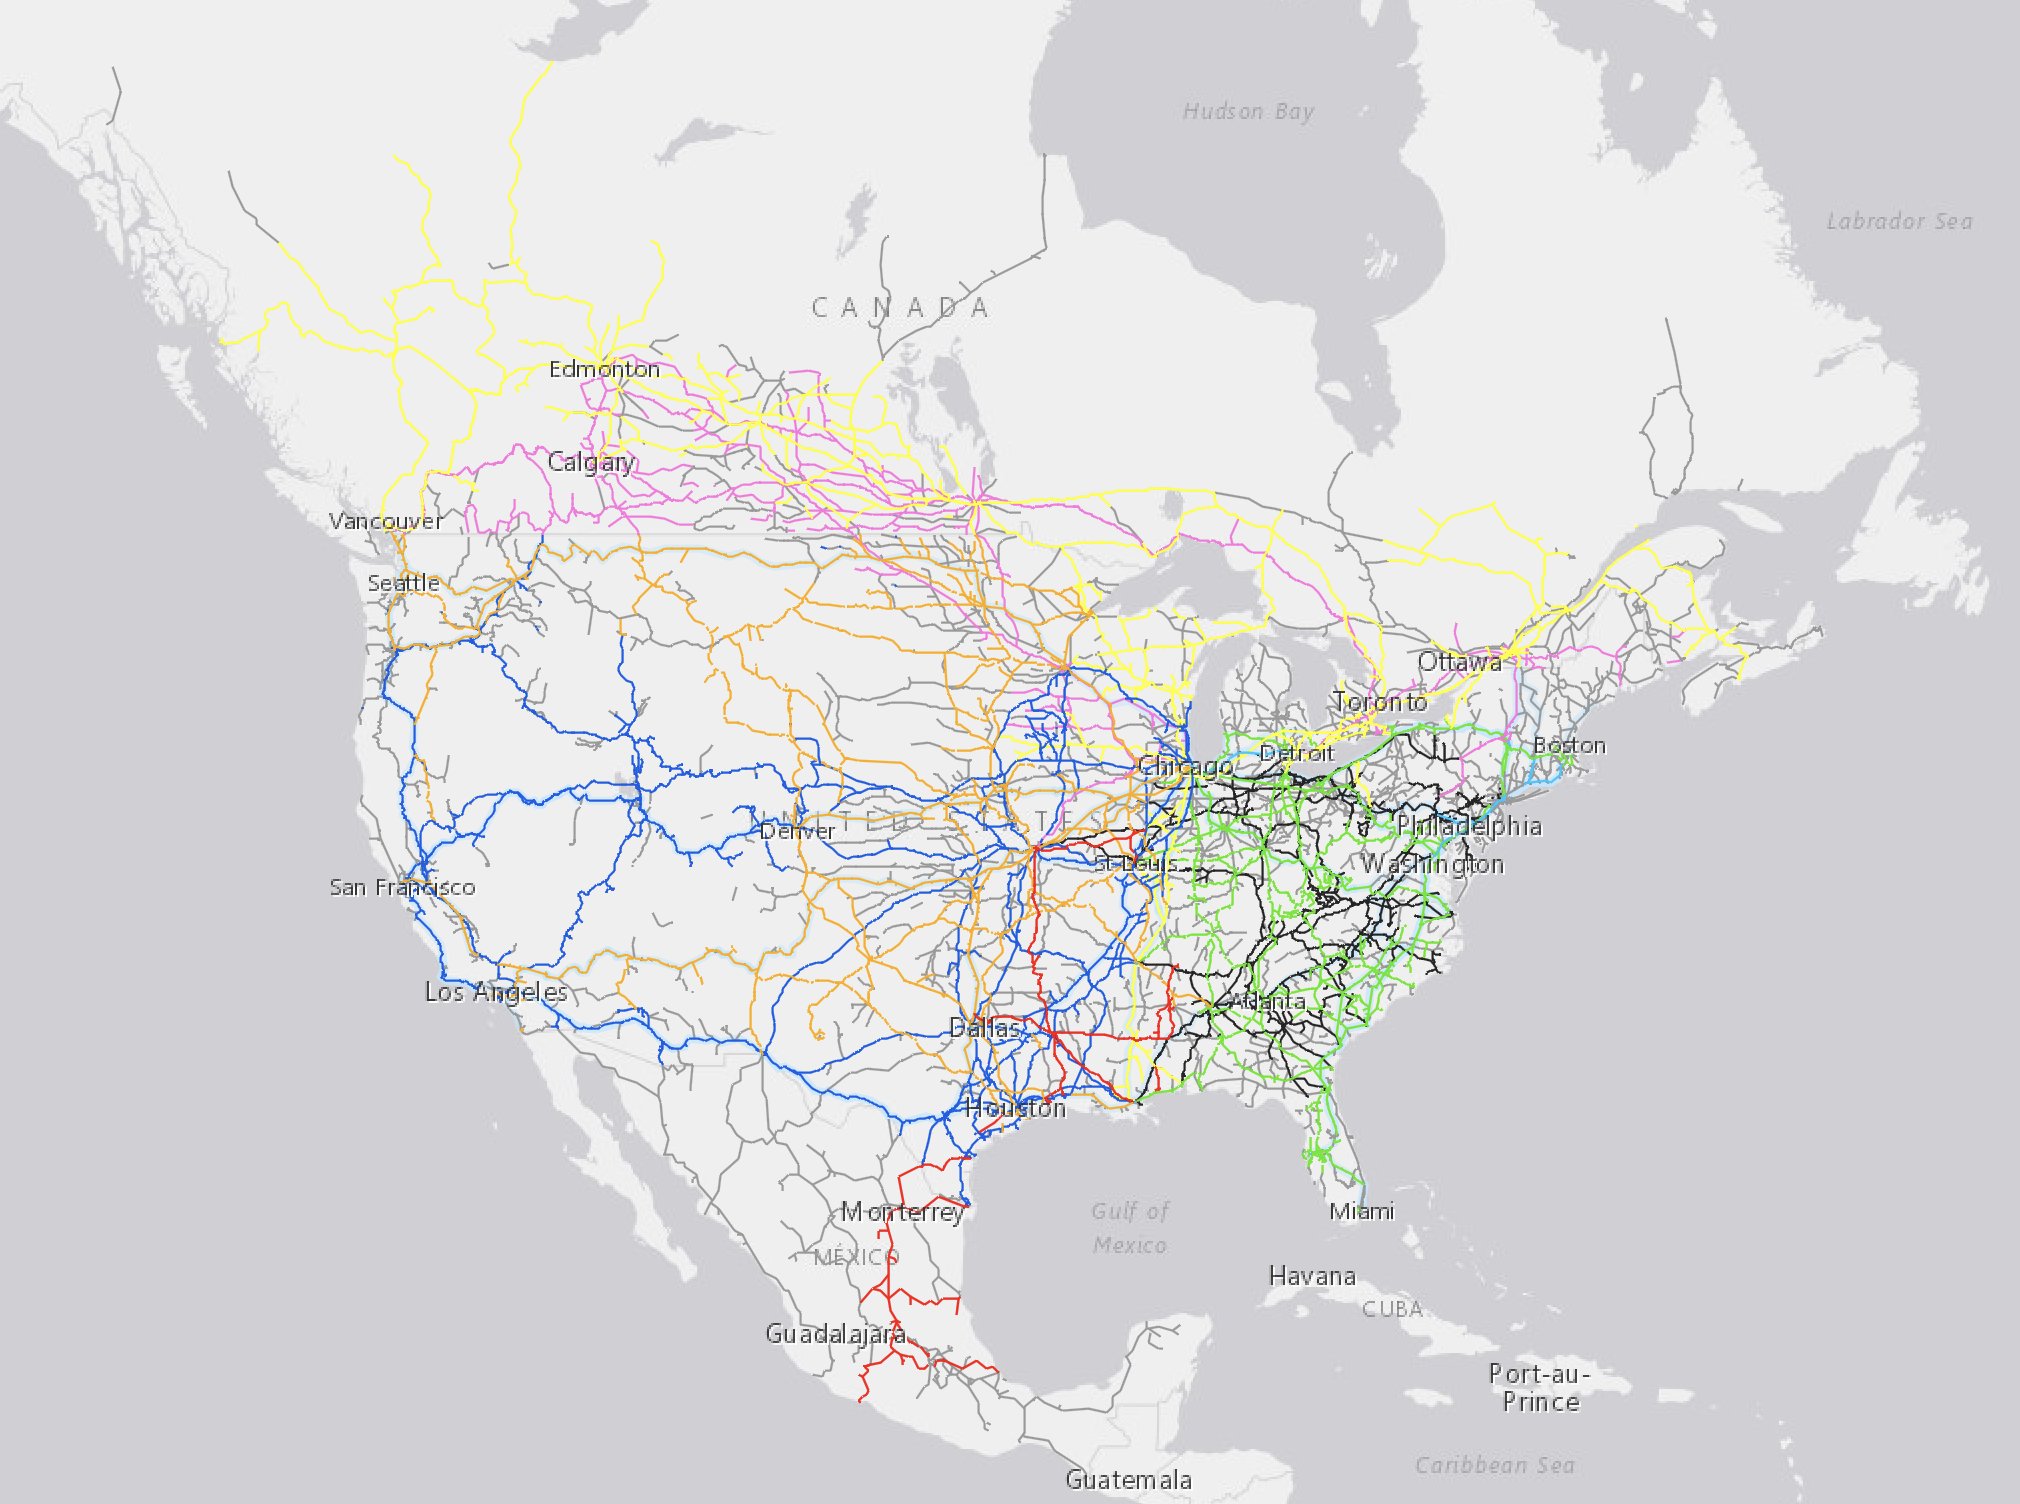 Hudson Bay
Labrador Sea
CANADA
Edmonton
Calgary
Vancouver
Seattle
Ottawa
Toronto
Boston
Detroit
Chicago
UNITED STATES
Denver
Philadelphia
St Louis
Washington
San Francisco
Los Angeles
Atlanta
Dallas
Houston
Monterrey
Gulf of
Mexico
Miami
MÉXICO
Havana
CUBA
Guadalajara
Port-au-
Prince
Caribbean Sea
Guatemala